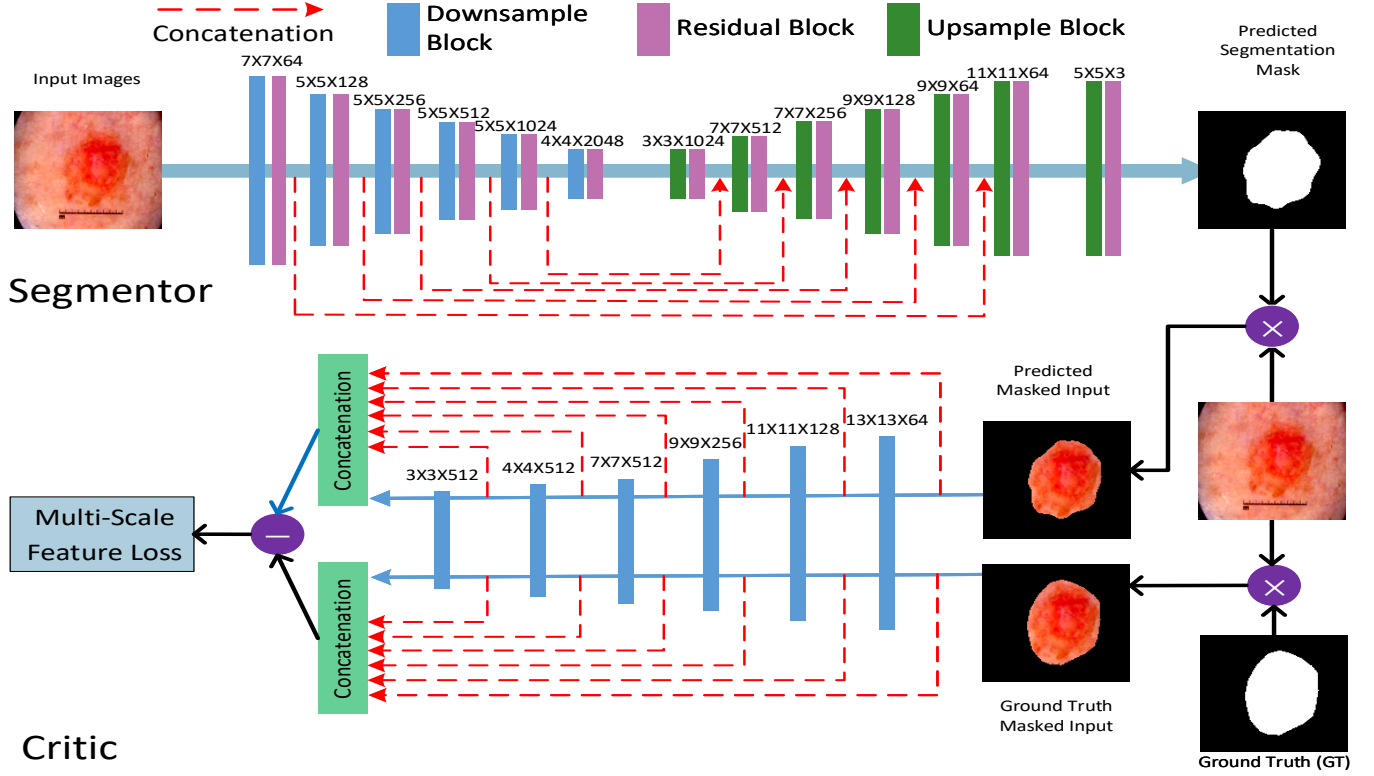 Concatenation
Downsample
Block
Residual Block
Upsample Block
Predicted
Segmentation
Mask
Input Images
7X7X64
5X5X128
5X5X256
5X5X512
5X5X1024
4X4X2048
3X3X1024
7X7X512
7X7X256
9X9X128
9X9X64
11X11X64
5X5X3
Segmentor
Concatenation
3X3X512
4X4X512
7X7X512
9X9X256
11X11X128
13X13X64
Predicted
Masked Input
Multi-Scale
Feature Loss
Concatenation
Ground Truth
Masked Input
Critic
Ground Truth (GT)